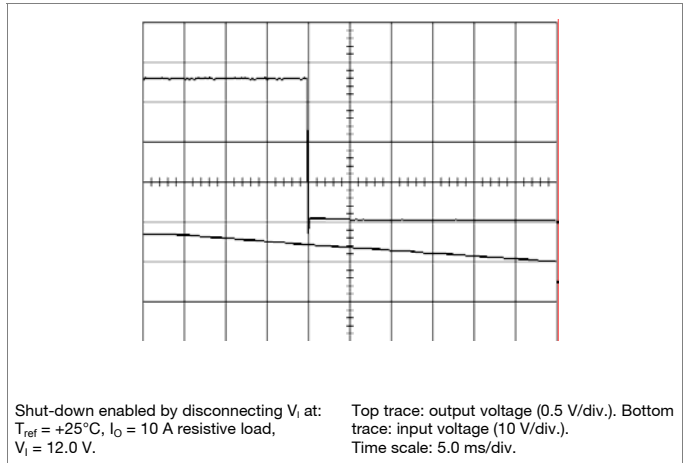 Shut-down enabled by disconnecting VI at:
Tref = +25°C, IO = 10 A resistive load,
VI = 12.0 V.
Top trace: output voltage (0.5 V/div.). Bottom
trace: input voltage (10 V/div.).
Time scale: 5.0 ms/div.